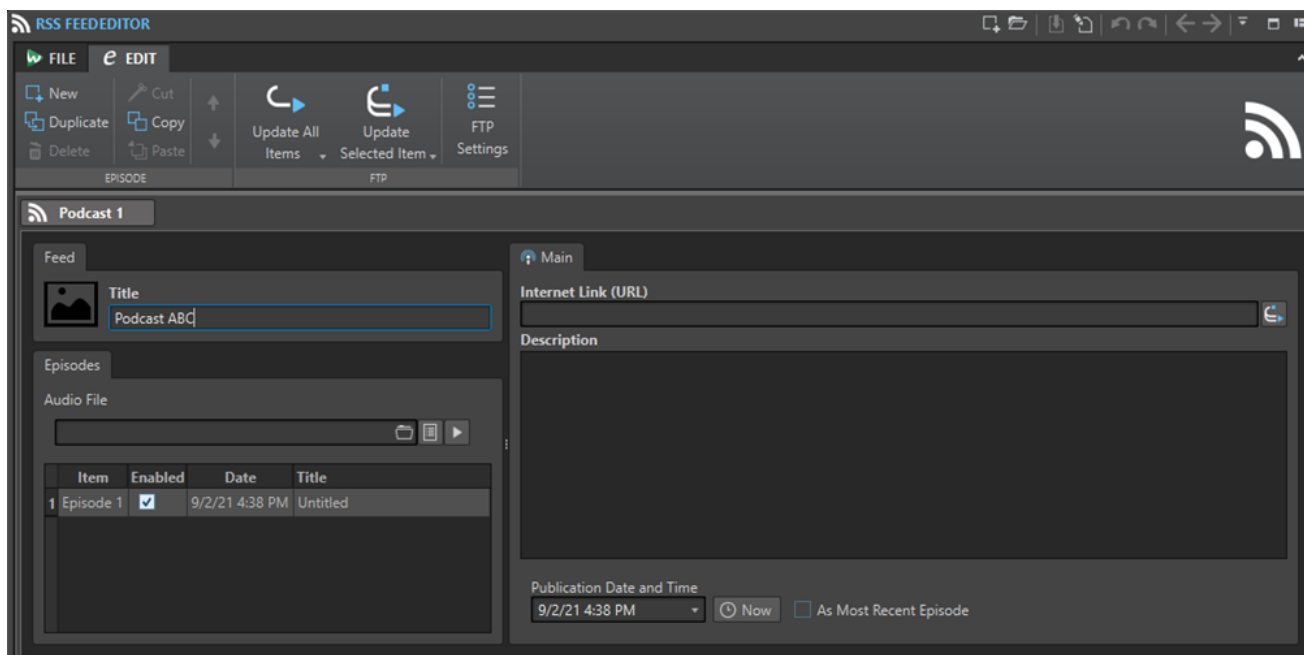 RSS FEEDEDITOR
FILE
e EDIT
New
Cut
Duplicate
Copy
Delete
Paste
Update All
Items
Update
Selected Item
FTP
Settings
EPISODE
FTP
Podcast 1
Feed
Title
Podcast ABC
Episodes
Audio File
Item Enabled Date Title
1 Episode 1 9/2/21 4:38 PM Untitled
Main
Internet Link (URL)
Description
Publication Date and Time
9/2/21 4:38 PM
Now
As Most Recent Episode